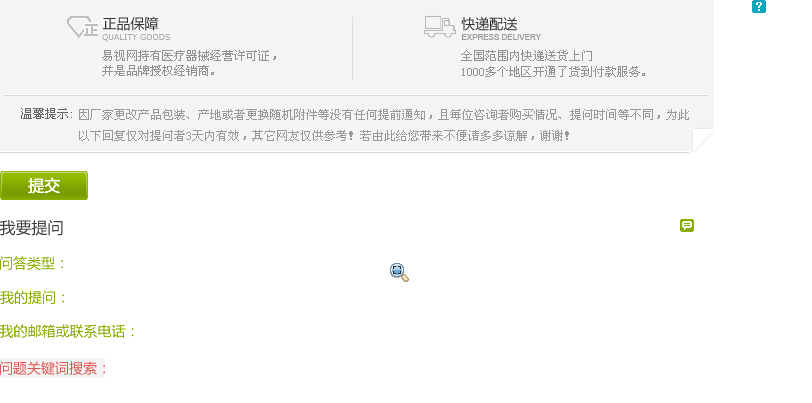 正品保障
QUALITY GOODS
易视网持有医疗器械经营许可证，
并是品牌授权经销商。
快递配送
EXPRESS DELIVERY
全国范围内快递送货上门
1000多个地区开通了货到付款服务。
温馨提示: 因厂家更改产品包装、产地或者更换随机附件等没有任何提前通知，且每位咨询者购买情况、提问时间等不同，为此
以下回复仅对提问者3天内有效，其它网友仅供参考！若由此给您带来不便请多多谅解，谢谢！
提交
我要提问
问答类型：
我的提问：
我的邮箱或联系电话：
问题关键词搜索：